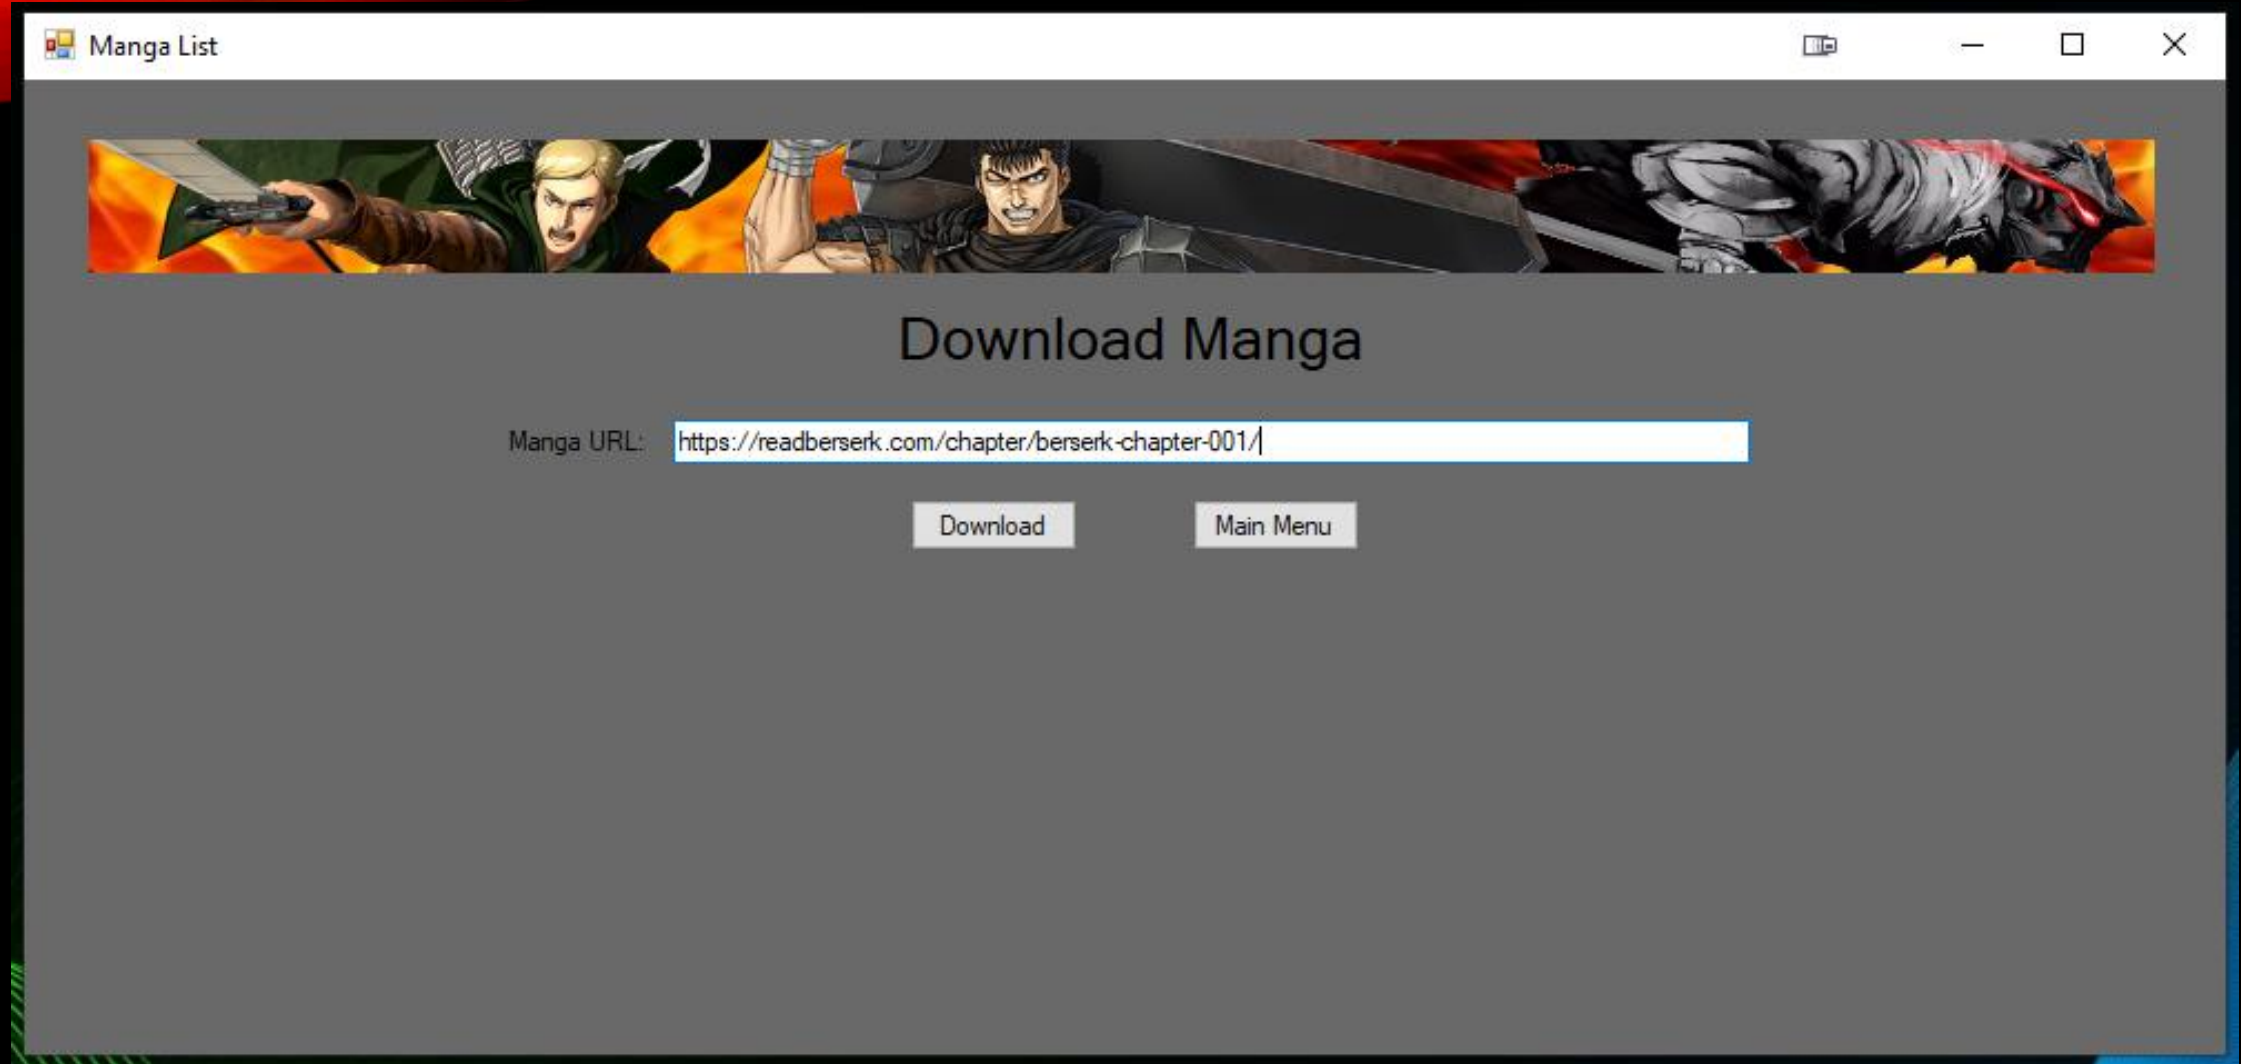 Manga List
Download Manga
Manga URL: https://readberserk.com/chapter/berserk-chapter-001/
Download Main Menu